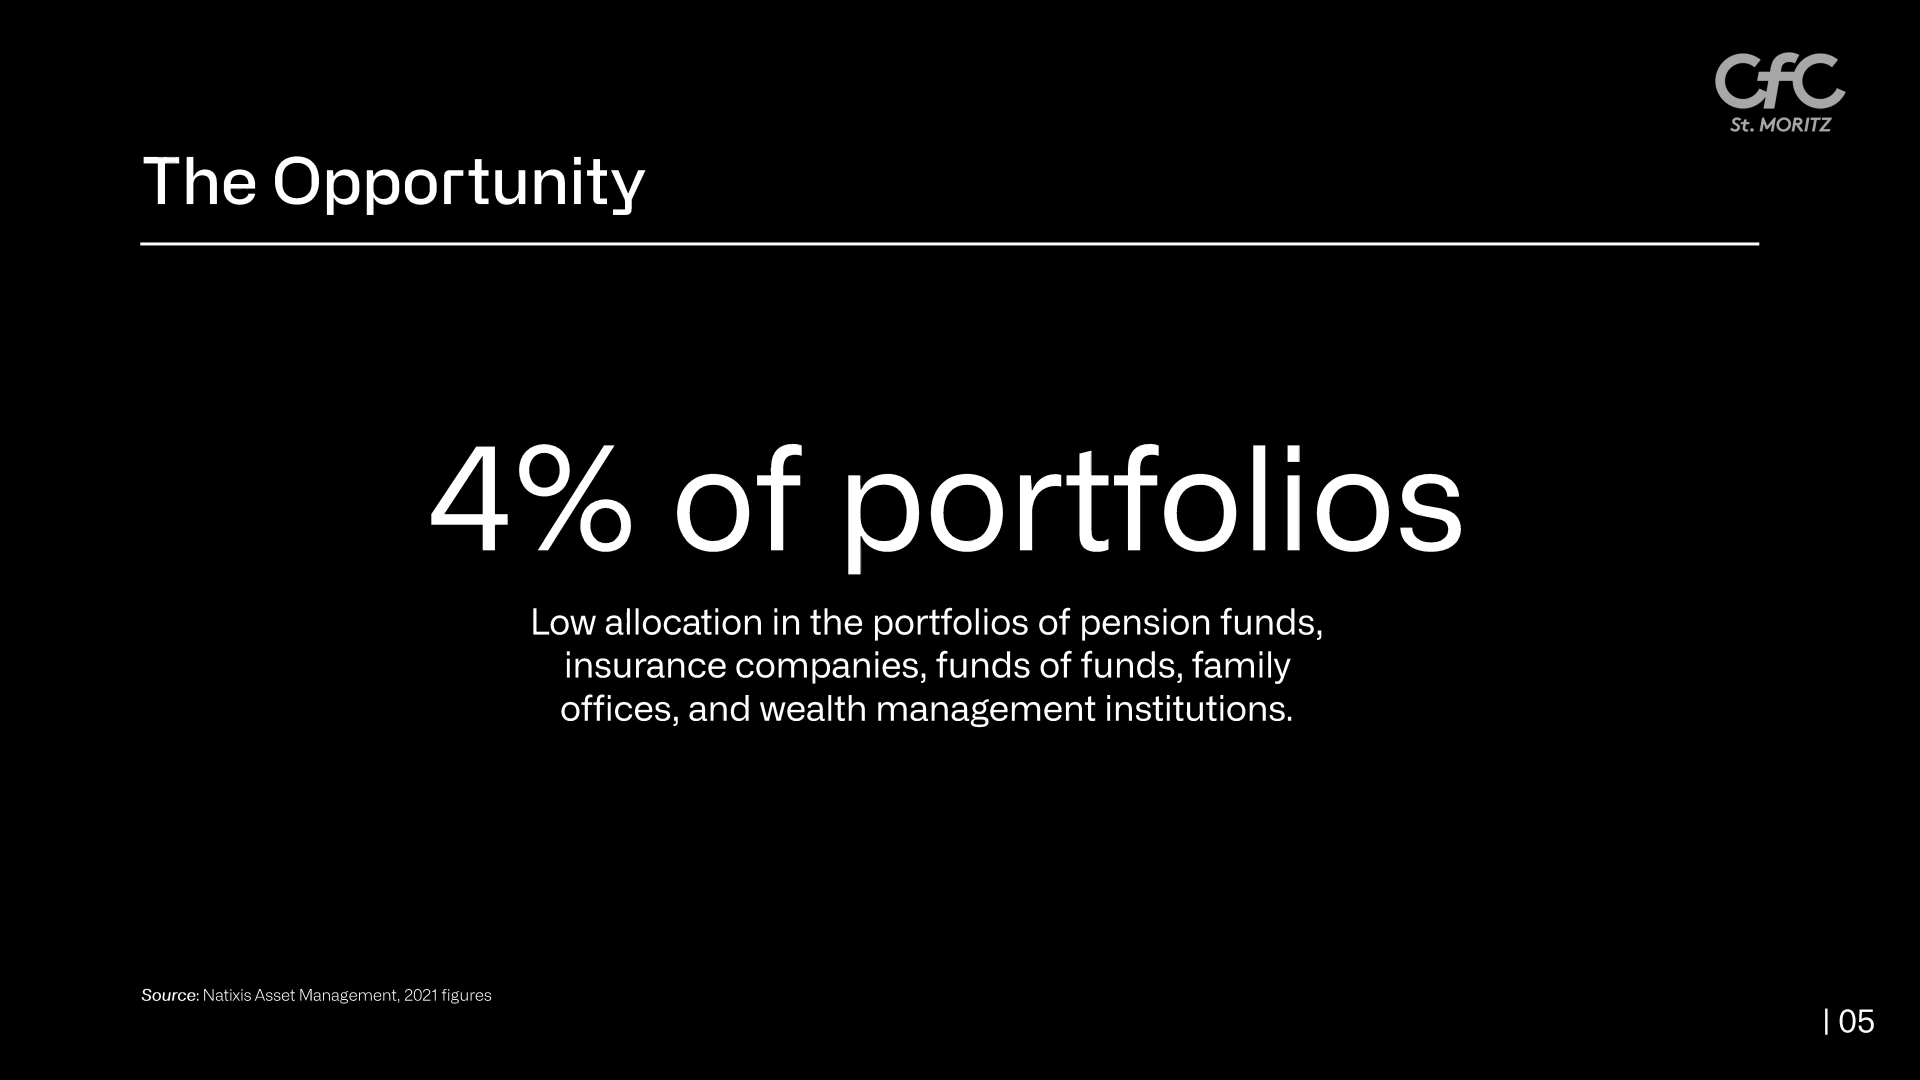 CfC
St. MORITZ
The Opportunity
4% of portfolios
Low allocation in the portfolios of pension funds,
insurance companies, funds of funds, family
offices, and wealth management institutions.
Source: Natixis Asset Management, 2021 figures
| 05